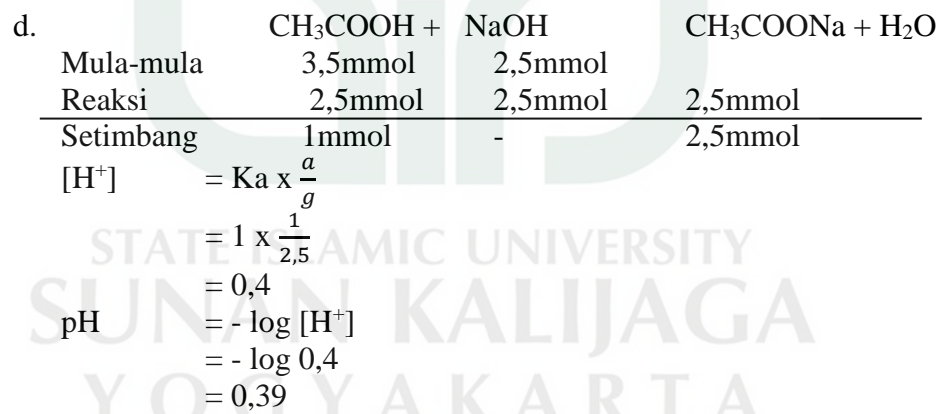 d. CH₃COOH + NaOH CH₃COONa + H₂O
Mula-mula 3,5mmol 2,5mmol
Reaksi 2,5mmol 2,5mmol 2,5mmol
Setimbang 1mmol - 2,5mmol
[H⁺] = Ka x a/g
= 1 x 1/2,5
= 0,4
pH = - log [H⁺]
= - log 0,4
= 0,39
STATE ISLAMIC UNIVERSITY
SUNAN KALIJAGA
YOGYAKARTA